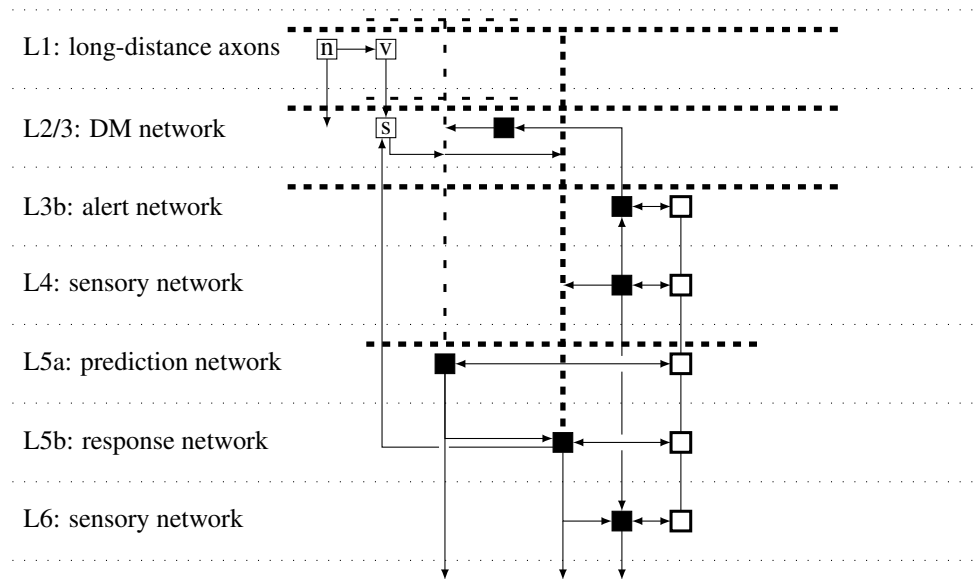 L1: long-distance axons
n v
L2/3: DM network
s
L3b: alert network
L4: sensory network
L5a: prediction network
L5b: response network
L6: sensory network